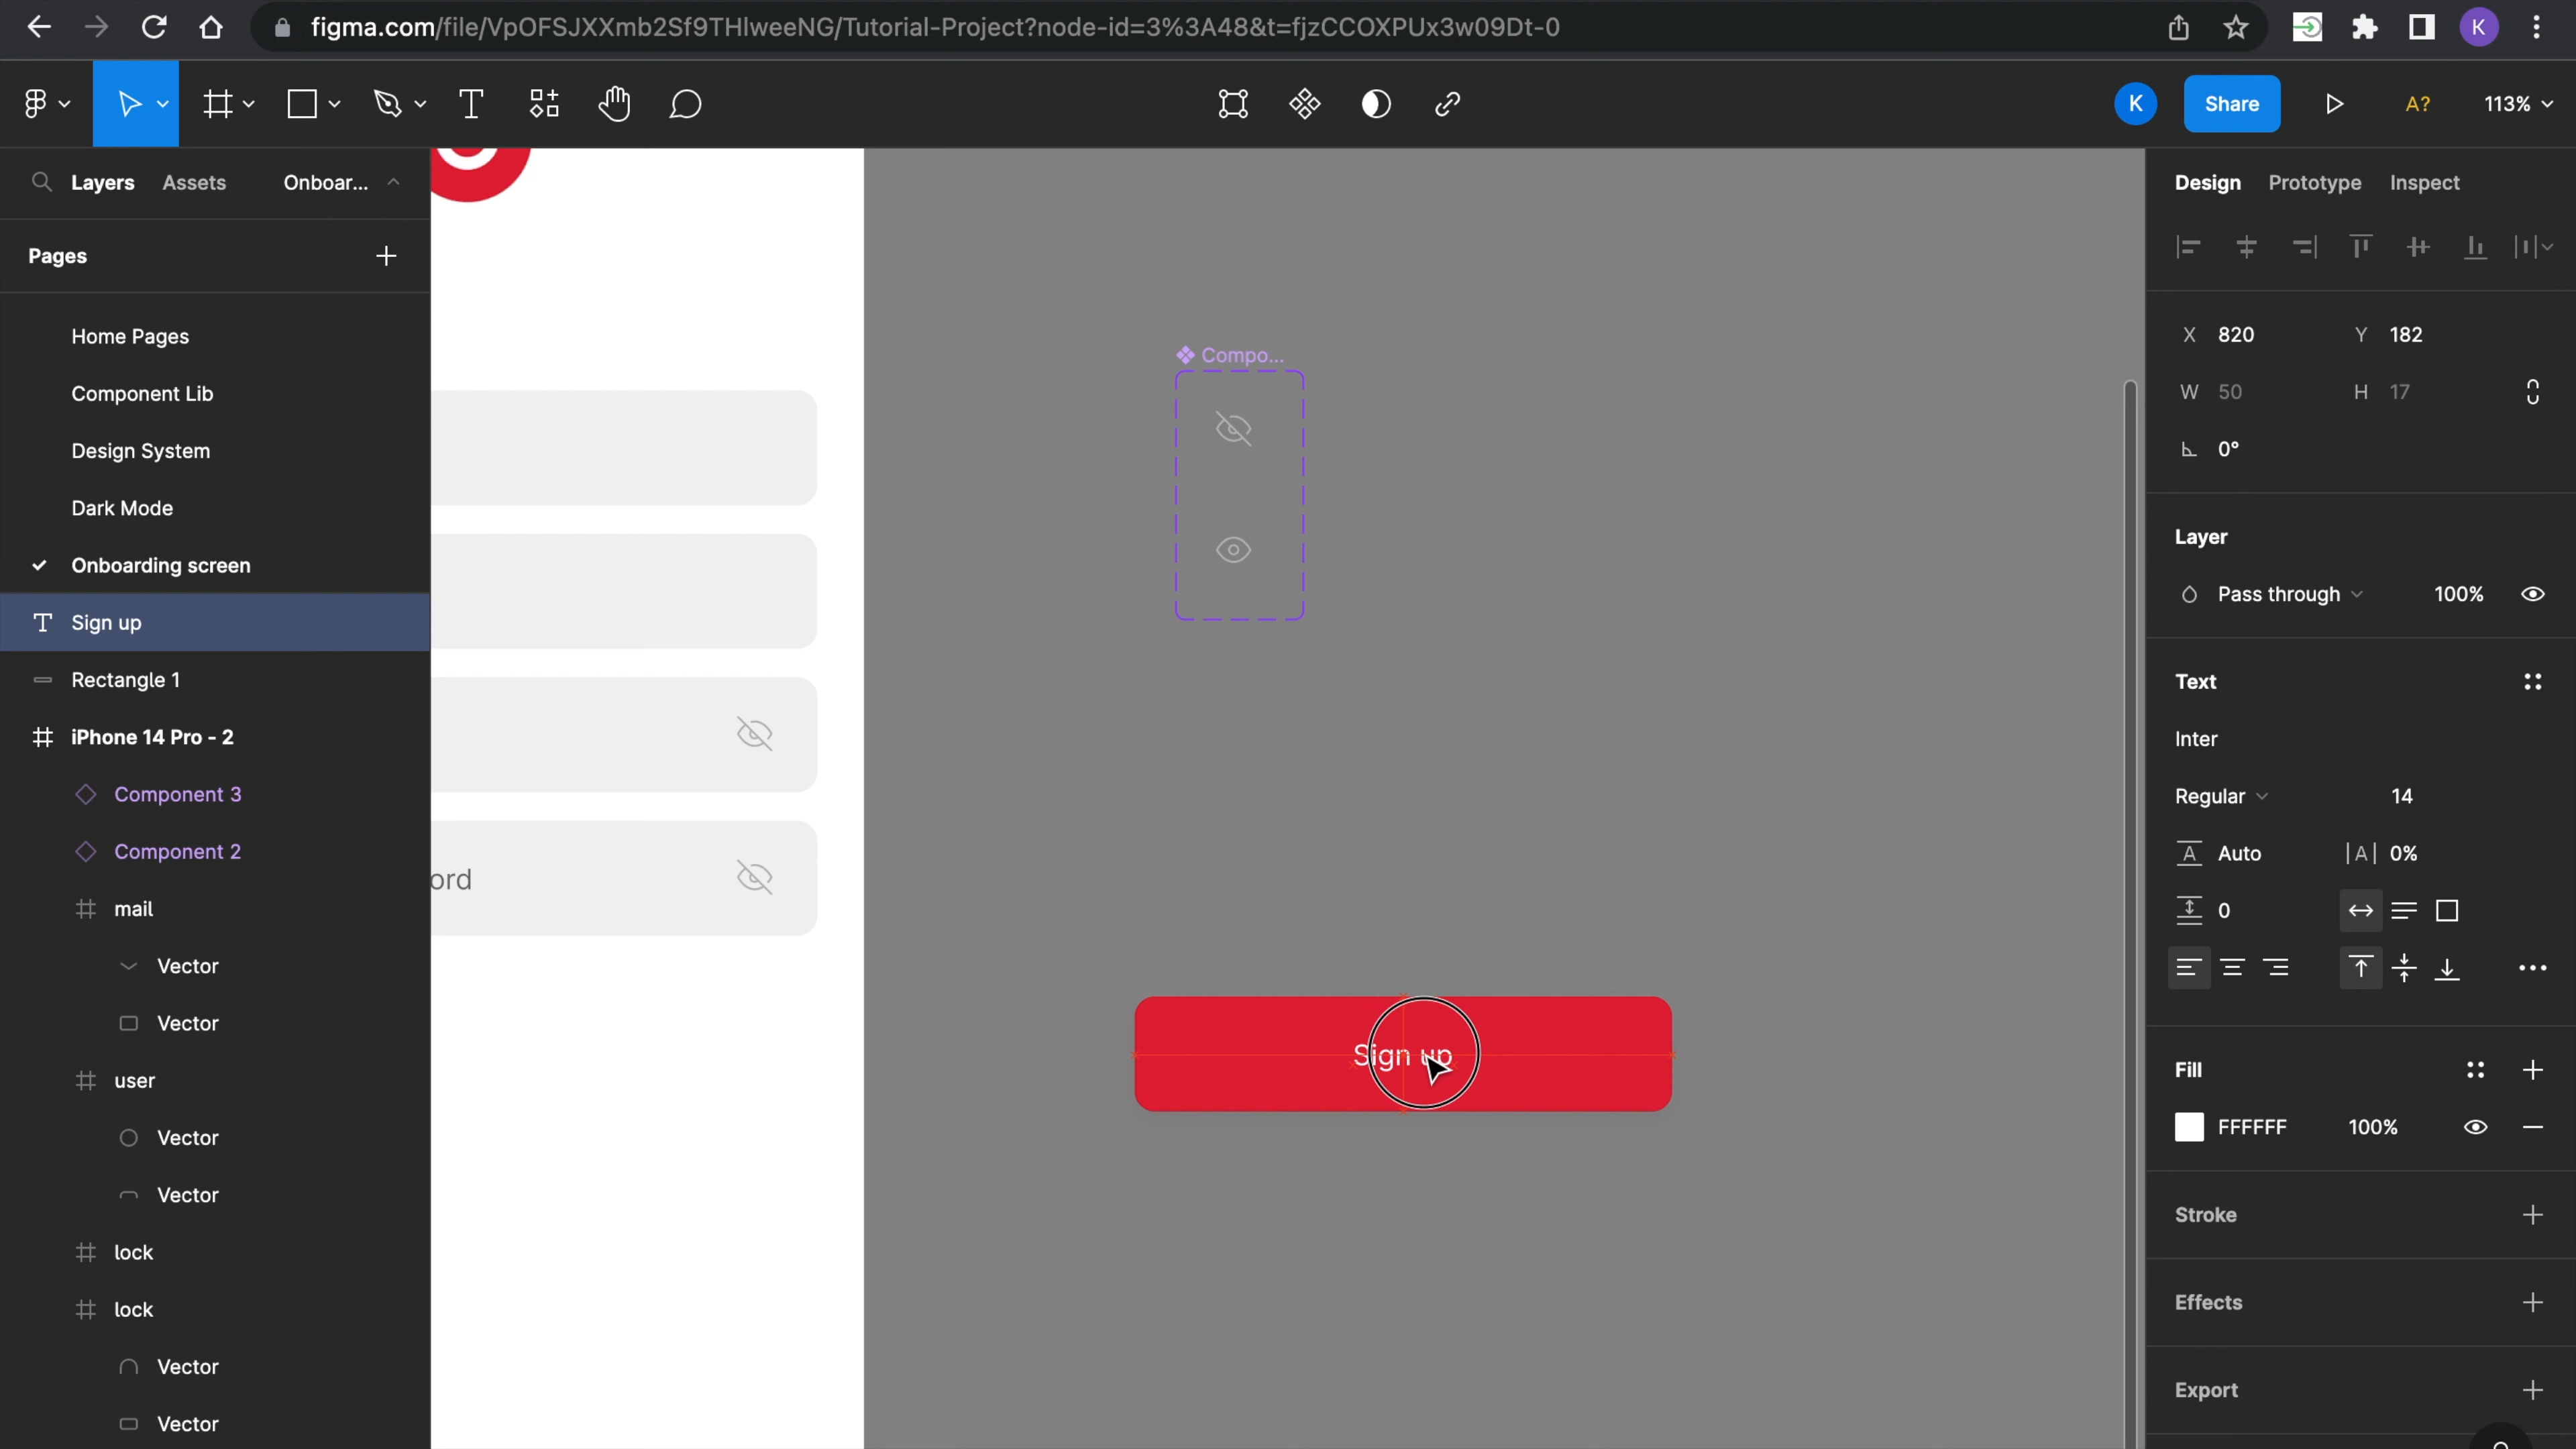 figma.com/file/VpOFSJXXmb2Sf9THlweeNG/Tutorial-Project?node-id=3%3A48&t=fjzCCOXPUx3w09Dt-0
K
K
Share
A?
113%
Layers
Assets
Onboar...
Pages
Home Pages
Component Lib
Design System
Dark Mode
Onboarding screen
Sign up
Rectangle 1
iPhone 14 Pro - 2
Component 3
Component 2
mail
Vector
Vector
user
Vector
Vector
lock
lock
Vector
Vector
Compo...
ord
Sign up
Design
Prototype
Inspect
X 820
Y 182
W 50
H 17
0°
Layer
Pass through
100%
Text
Inter
Regular
14
Auto
|A| 0%
0
Fill
FFFFFF
100%
Stroke
Effects
Export